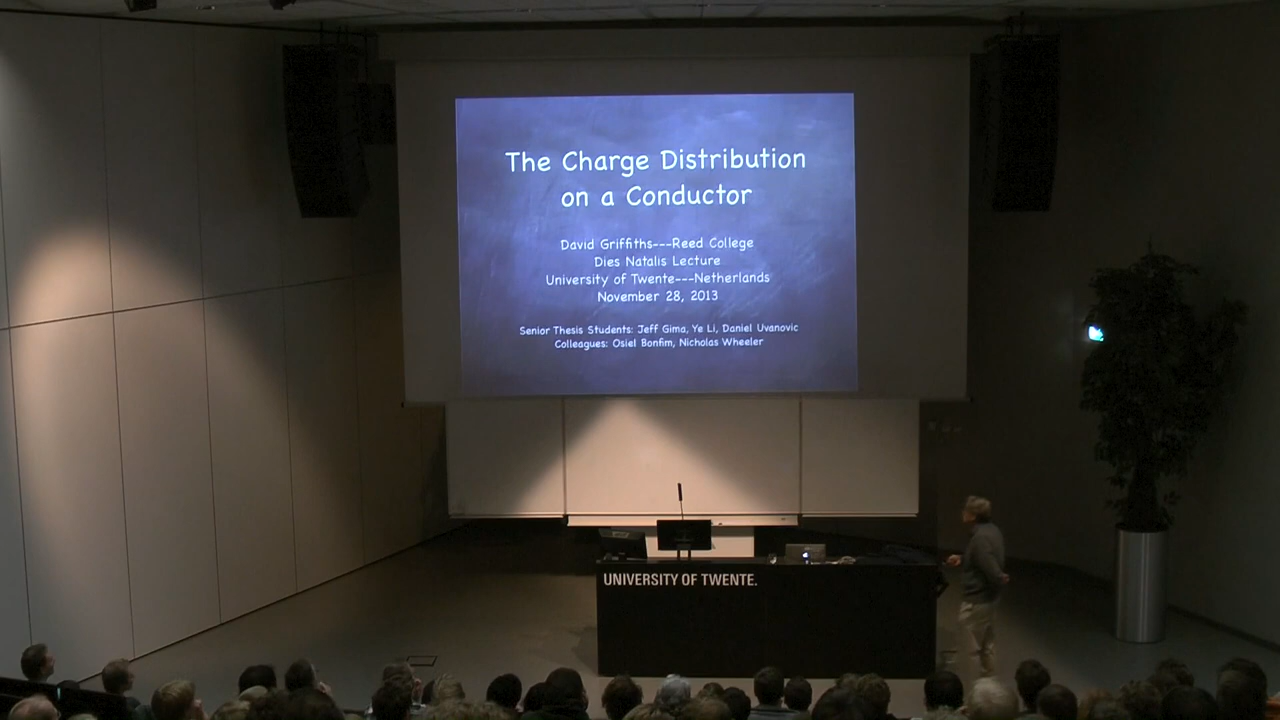 The Charge Distribution
on a Conductor
David Griffiths---Reed College
Dies Natalis Lecture
University of Twente---Netherlands
November 28, 2013
Senior Thesis Students: Jeff Gima, Ye Li, Daniel Uvanovic
Colleagues: Osiel Bonfim, Nicholas Wheeler
UNIVERSITY OF TWENTE.